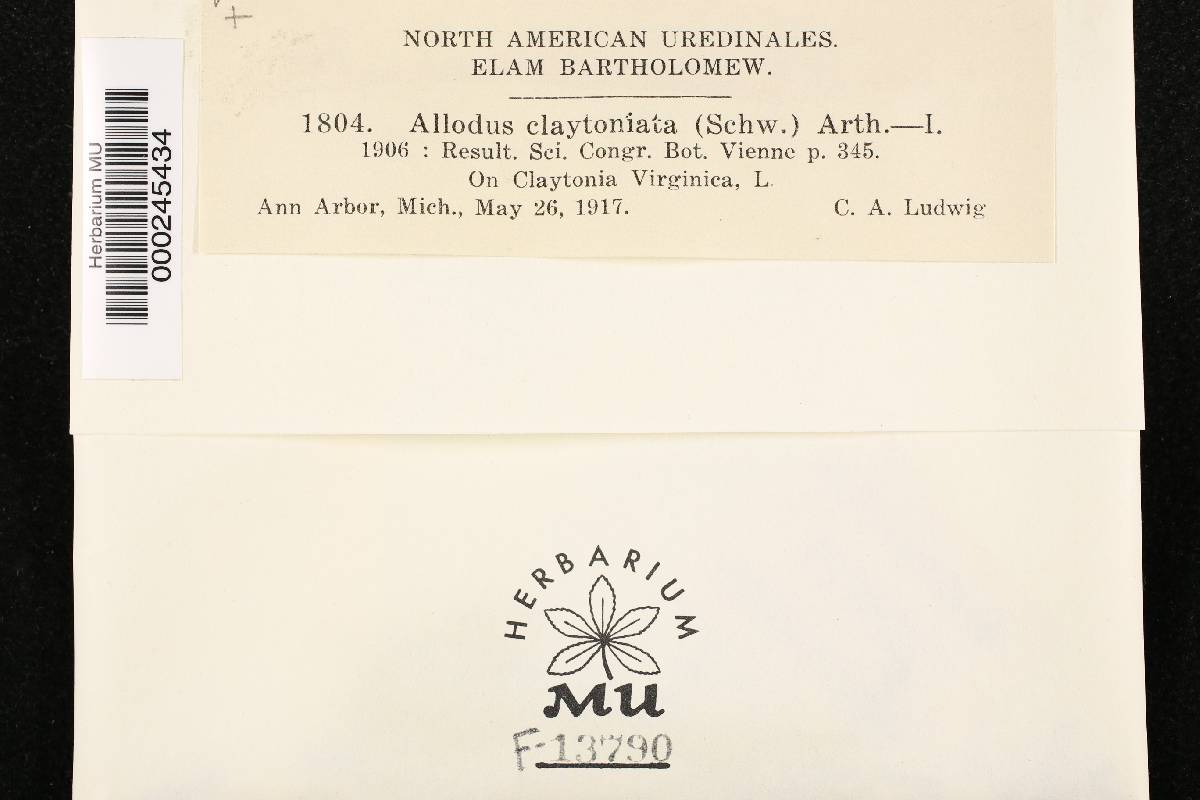 NORTH AMERICAN UREDINALES.
ELAM BARTHOLOMEW.
1804. Allodus claytoniata (Schw.) Arth.—I.
1906 : Result. Sci. Congr. Bot. Vienne p. 345.
On Claytonia Virginica, L.
Ann Arbor, Mich., May 26, 1917. C. A. Ludwig
Herbarium MU
000245434
HERBARIUM
MU
F-13790